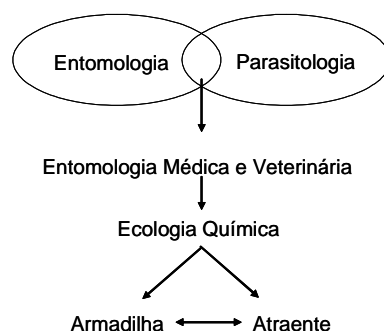 Entomologia Parasitologia
Entomologia Médica e Veterinária
Ecologia Química
Armadilha Atraente